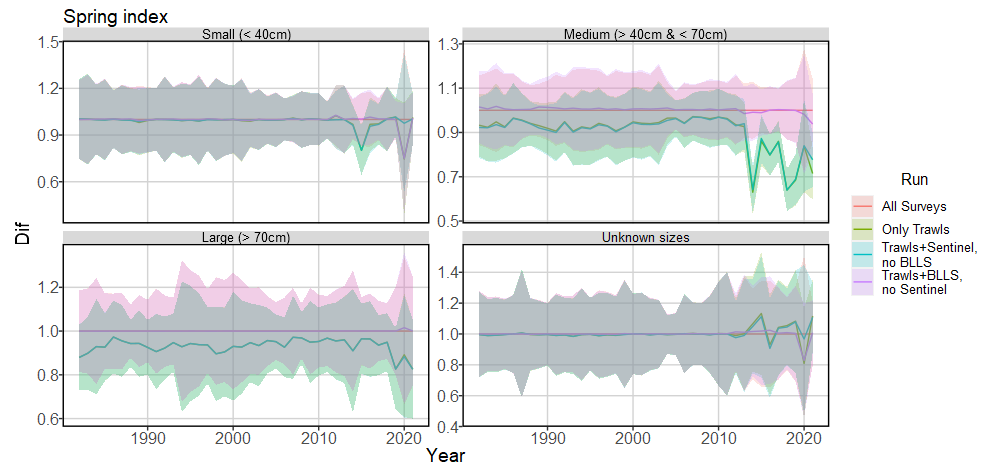 Spring index
Small (< 40cm)
Medium (> 40cm & < 70cm)
1.5
1.2
0.9
0.6
1.3
1.1
0.9
0.7
0.5
Large (> 70cm)
Unknown sizes
1.2
1.0
0.8
0.6
1.4
1.2
1.0
0.8
0.6
0.4
1990
2000
2010
2020
1990
2000
2010
2020
Year
Dif
Run
All Surveys
Only Trawls
Trawls+Sentinel,
no BLLS
Trawls+BLLS,
no Sentinel